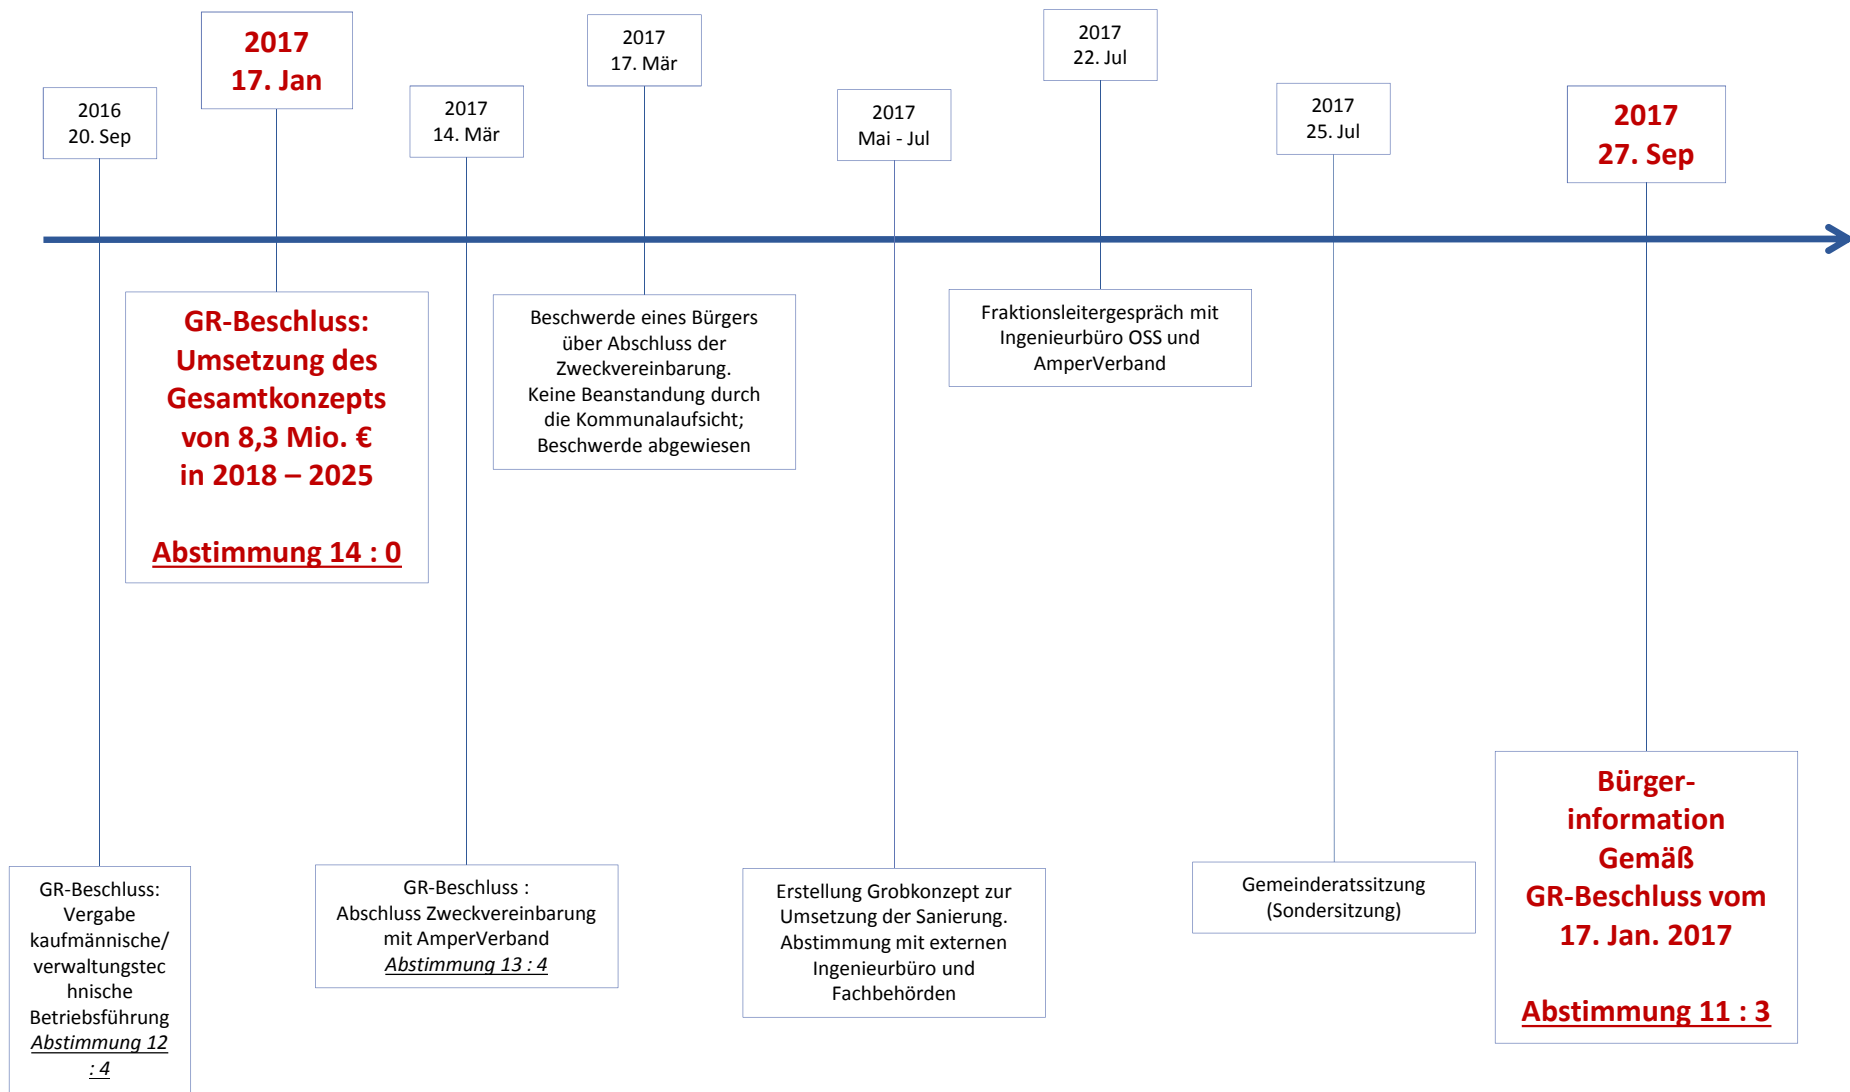 2016
20. Sep
2017
17. Jan
2017
14. Mär
2017
17. Mär
2017
Mai - Jul
2017
22. Jul
2017
25. Jul
2017
27. Sep
GR-Beschluss:
Umsetzung des
Gesamtkonzepts
von 8,3 Mio. €
in 2018 – 2025
Abstimmung 14 : 0
Beschwerde eines Bürgers
über Abschluss der
Zweckvereinbarung.
Keine Beanstandung durch
die Kommunalaufsicht;
Beschwerde abgewiesen
Fraktionsleitergespräch mit
Ingenieurbüro OSS und
AmperVerband
GR-Beschluss:
Vergabe
kaufmännische/
verwaltungstec
hnische
Betriebsführung
Abstimmung 12
: 4
GR-Beschluss :
Abschluss Zweckvereinbarung
mit AmperVerband
Abstimmung 13 : 4
Erstellung Grobkonzept zur
Umsetzung der Sanierung.
Abstimmung mit externen
Ingenieurbüro und
Fachbehörden
Gemeinderatssitzung
(Sondersitzung)
Bürger-
information
Gemäß
GR-Beschluss vom
17. Jan. 2017
Abstimmung 11 : 3